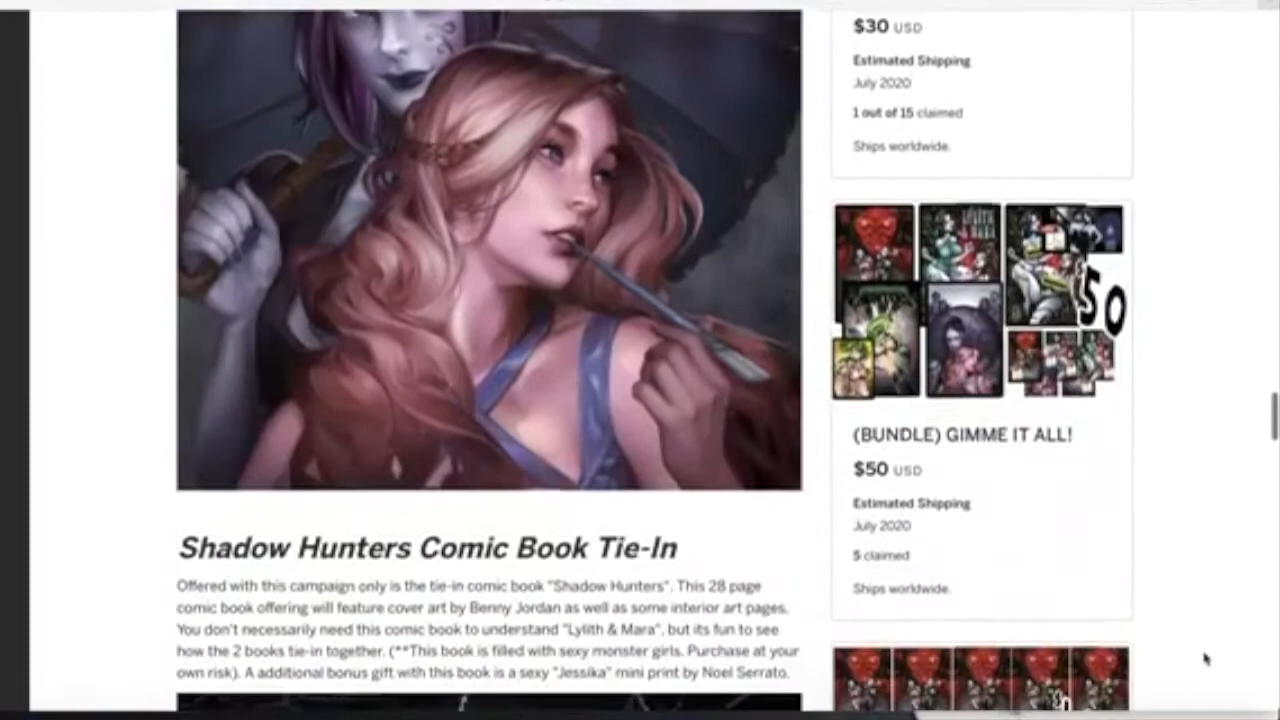 $30 USD
Estimated Shipping
July 2020
1 out of 15 claimed
Ships worldwide.
50
(BUNDLE) GIMME IT ALL!
$50 USD
Estimated Shipping
July 2020
5 claimed
Ships worldwide.
Shadow Hunters Comic Book Tie-In
Offered with this campaign only is the tie-in comic book "Shadow Hunters". This 28 page
comic book offering will feature cover art by Benny Jordan as well as some interior art pages.
You don't necessarily need this comic book to understand "Lylith & Mara", but its fun to see
how the 2 books tie-in together. (**This book is filled with sexy monster girls. Purchase at your
own risk). A additional bonus gift with this book is a sexy "Jessika" mini print by Noel Serrato.